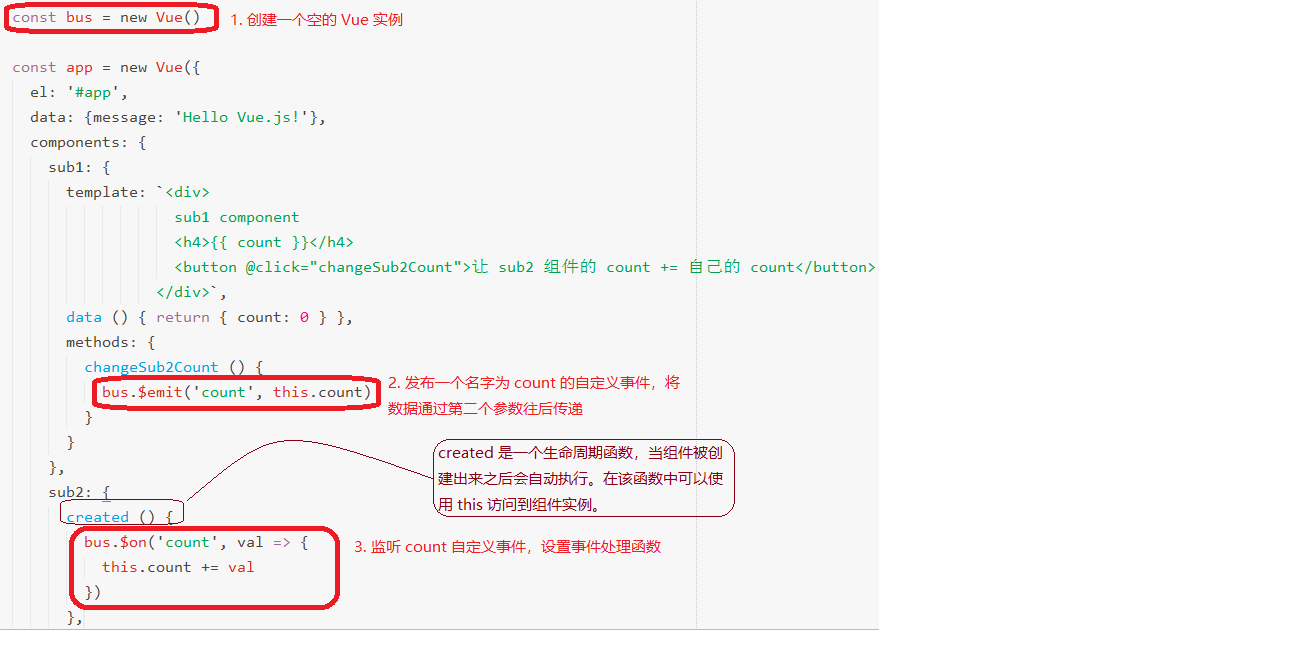 const bus = new Vue() 1. 创建一个空的 Vue 实例
const app = new Vue({
el: '#app',
data: {message: 'Hello Vue.js!'},
components: {
sub1: {
template: `<div>
sub1 component
<h4>{{ count }}</h4>
<button @click="changeSub2Count">让 sub2 组件的 count += 自己的 count</button>
</div>`,
data () { return { count: 0 } },
methods: {
changeSub2Count () {
bus.$emit('count', this.count)
2. 发布一个名字为 count 的自定义事件，将
数据通过第二个参数往后传递
}
}
},
sub2: {
created () {
created 是一个生命周期函数，当组件被创
建出来之后会自动执行。在该函数中可以使
用 this 访问到组件实例。
bus.$on('count', val => { 3. 监听 count 自定义事件，设置事件处理函数
this.count += val
})
},